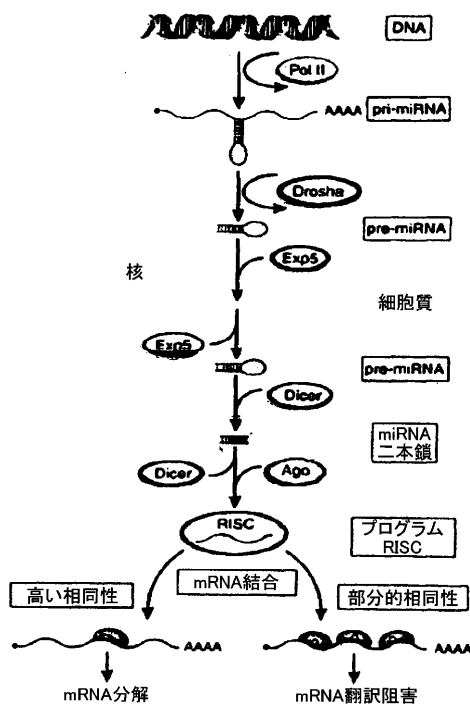 DNA
Pol II
AAAA
pri-miRNA
Drosha
pre-miRNA
Exp5
核
細胞質
Exp5
pre-miRNA
Dicer
miRNA
二本鎖
Dicer
Ago
RISC
プログラム
RISC
mRNA結合
高い相同性
部分的相同性
AAAA
AAAA
mRNA分解
mRNA翻訳阻害